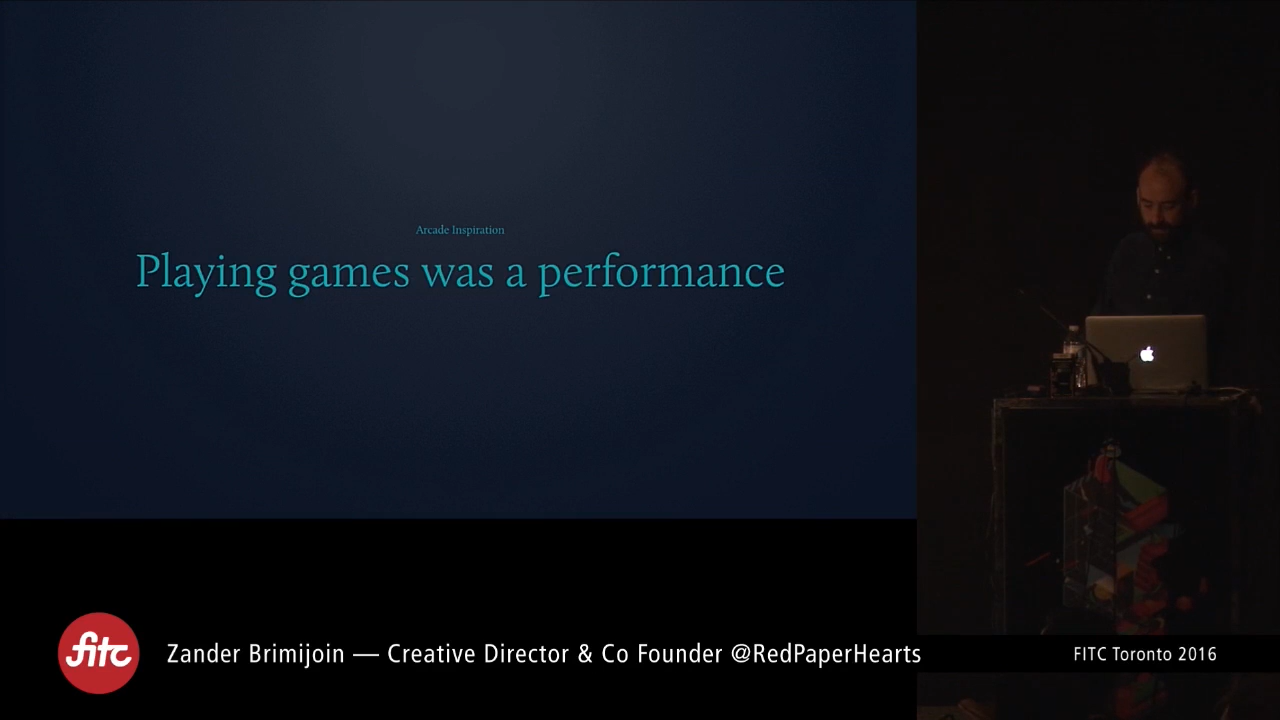 Arcade Inspiration
Playing games was a performance
fitc
Zander Brimijoin — Creative Director & Co Founder @RedPaperHearts
FITC Toronto 2016